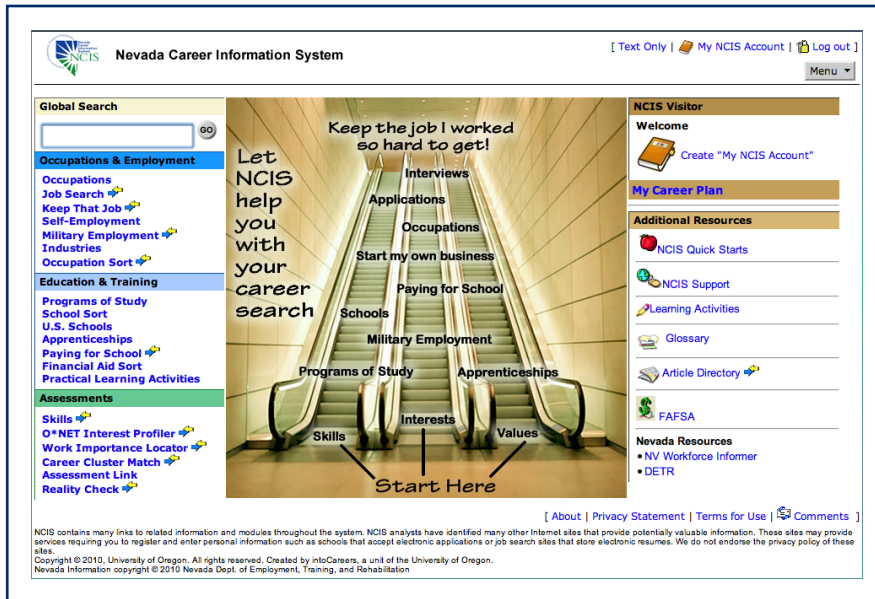 NCIS
Nevada Career Information System
[ Text Only | My NCIS Account | Log out ]
Menu
Global Search
GO
Occupations & Employment
Occupations
Job Search
Keep That Job
Self-Employment
Military Employment
Industries
Occupation Sort
Education & Training
Programs of Study
School Sort
U.S. Schools
Apprenticeships
Paying for School
Financial Aid Sort
Practical Learning Activities
Assessments
Skills
O*NET Interest Profiler
Work Importance Locator
Career Cluster Match
Assessment Link
Reality Check
Let
NCIS
help
you
with
your
career
search
Keep the job I worked
so hard to get!
Interviews
Applications
Occupations
Start my own business
Paying for School
Schools
Military Employment
Programs of Study
Apprenticeships
Interests
Skills
Values
Start Here
NCIS Visitor
Welcome
Create "My NCIS Account"
My Career Plan
Additional Resources
NCIS Quick Starts
NCIS Support
Learning Activities
Glossary
Article Directory
FAFSA
Nevada Resources
• NV Workforce Informer
• DETR
[ About | Privacy Statement | Terms for Use | Comments ]
NCIS contains many links to related information and modules throughout the system. NCIS analysts have identified many other Internet sites that provide potentially valuable information. These sites may provide
services requiring you to register and enter personal information such as schools that accept electronic applications or job search sites that store electronic resumes. We do not endorse the privacy policy of these
sites.
Copyright © 2010, University of Oregon. All rights reserved. Created by intoCareers, a unit of the University of Oregon.
Nevada Information copyright © 2010 Nevada Dept. of Employment, Training, and Rehabilitation